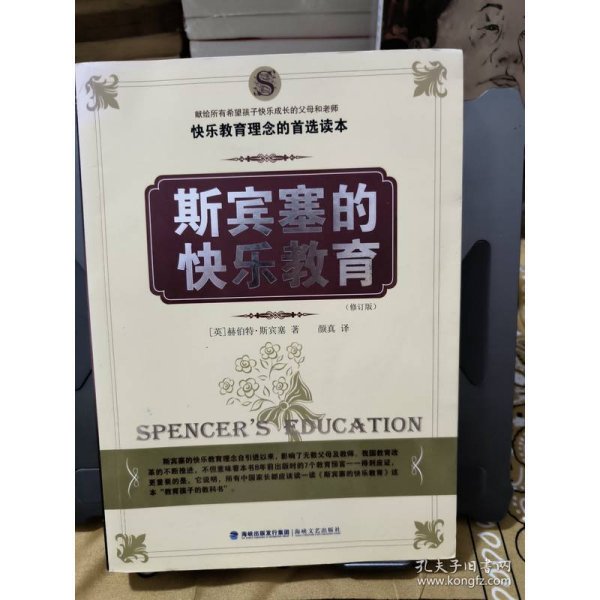 S
献给所有希望孩子快乐成长的父母和老师
快乐教育理念的首选读本
斯宾塞的
快乐教育
（修订版）
[英]赫伯特·斯宾塞 著 颜真 译
SPENCER'S EDUCATION
斯宾塞的快乐教育理念自引进以来，影响了无数父母及教师。我国教育改
革的不断推进，不但意味着本书8年前出版时的7个教育预言一一得到应证，
更重要的是，它说明，所有中国家长都应该读一读《斯宾塞的快乐教育》这
本“教育孩子的教科书”。
海峡出版发行集团 海峡文艺出版社
孔夫子旧书网
www.kongfz.com